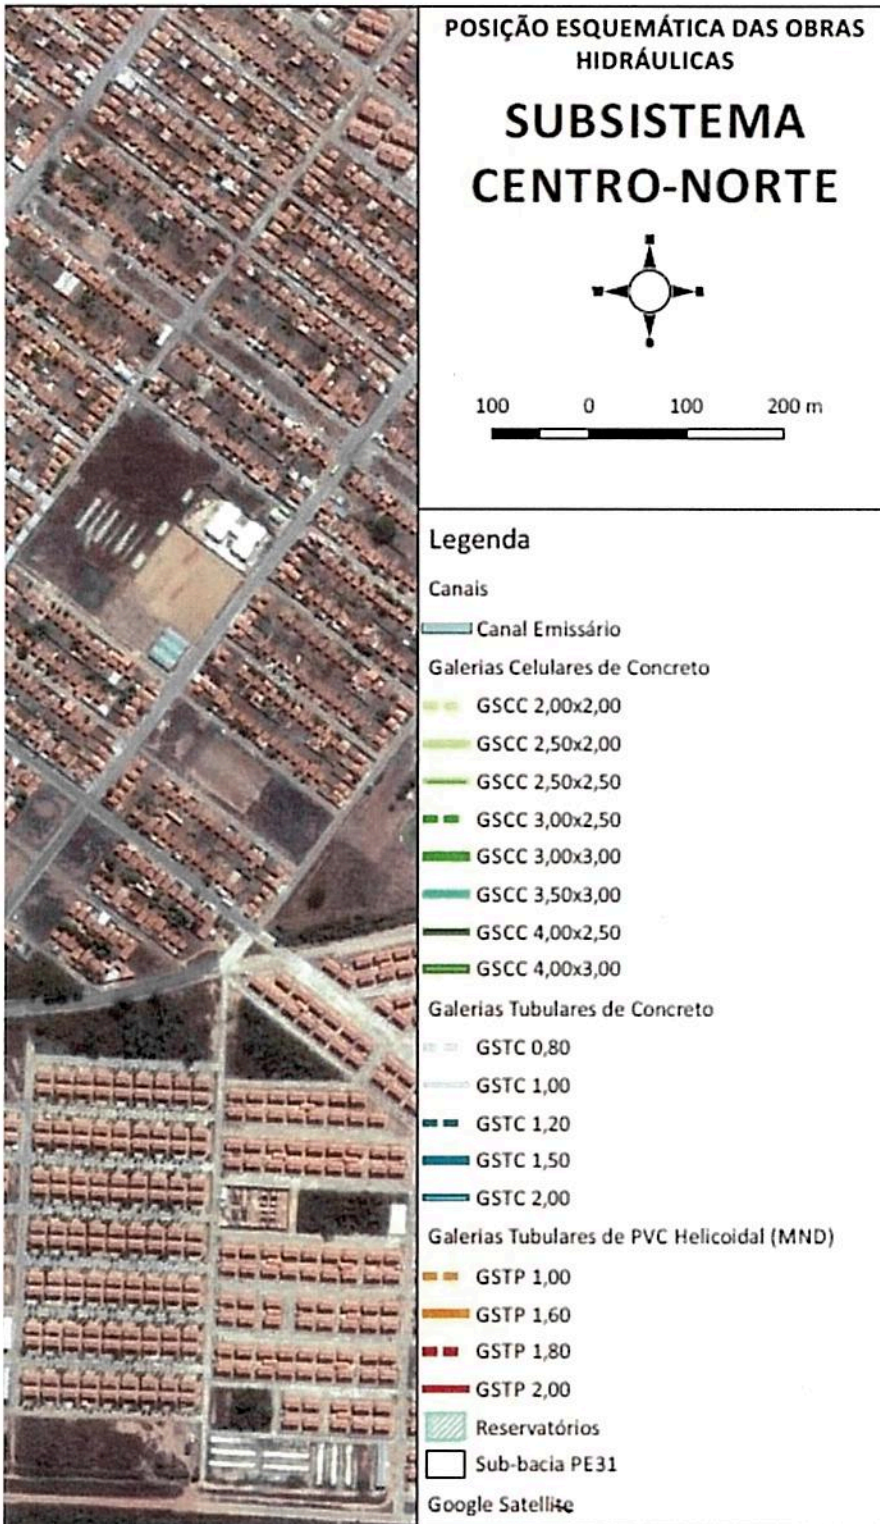 POSIÇÃO ESQUEMÁTICA DAS OBRAS
HIDRÁULICAS
SUBSISTEMA
CENTRO-NORTE
100 0 100 200 m
Legenda
Canais
Canal Emissário
Galerias Celulares de Concreto
GSCC 2,00x2,00
GSCC 2,50x2,00
GSCC 2,50x2,50
GSCC 3,00x2,50
GSCC 3,00x3,00
GSCC 3,50x3,00
GSCC 4,00x2,50
GSCC 4,00x3,00
Galerias Tubulares de Concreto
GSTC 0,80
GSTC 1,00
GSTC 1,20
GSTC 1,50
GSTC 2,00
Galerias Tubulares de PVC Helicoidal (MND)
GSTP 1,00
GSTP 1,60
GSTP 1,80
GSTP 2,00
Reservatórios
Sub-bacia PE31
Google Satellite